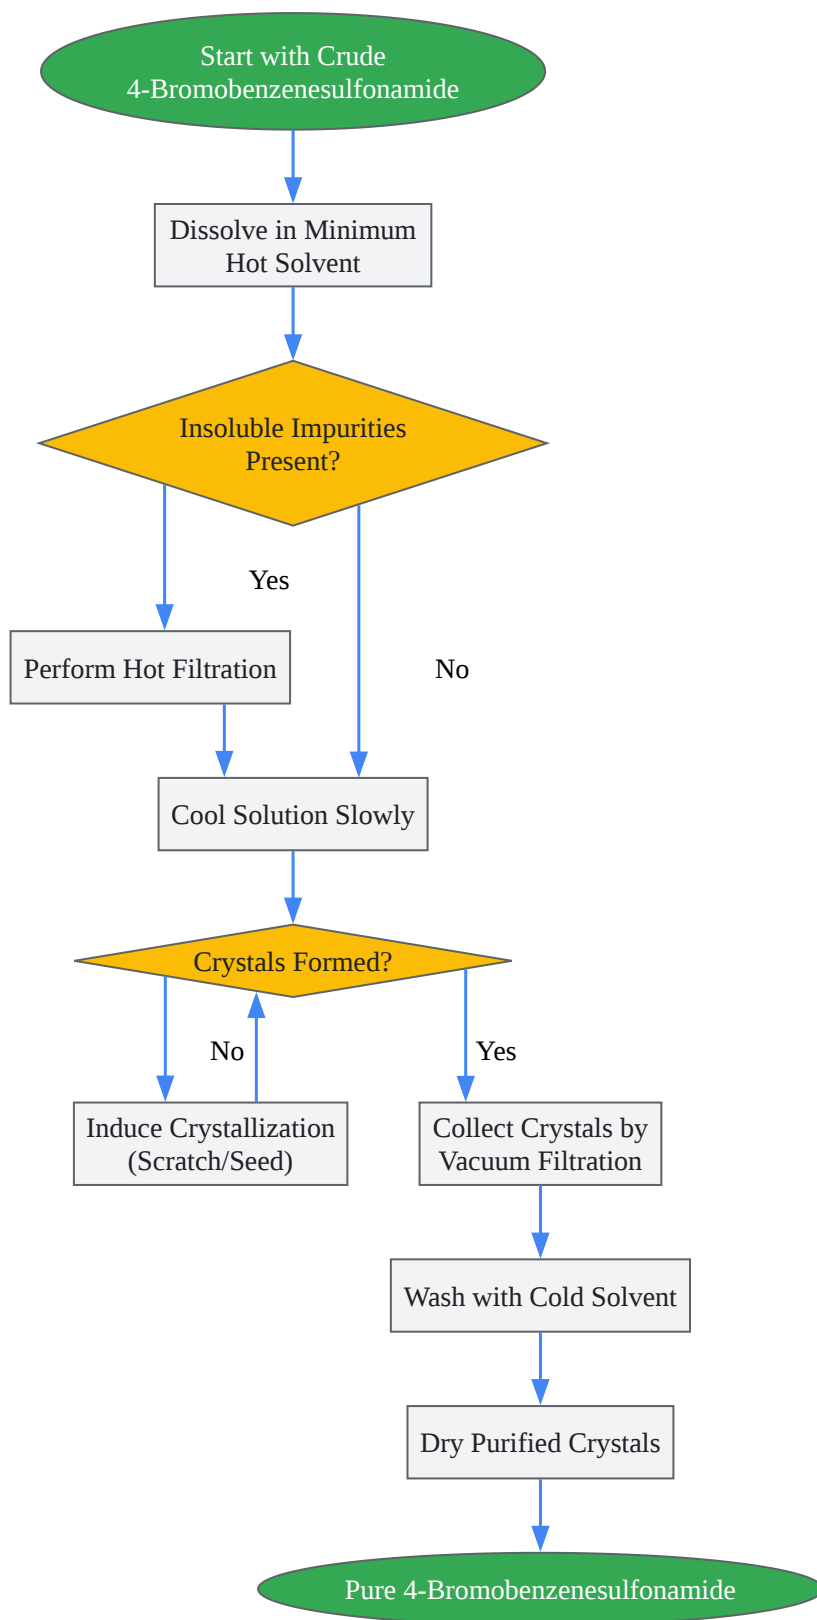 Start with Crude
4-Bromobenzenesulfonamide
Dissolve in Minimum
Hot Solvent
Insoluble Impurities
Present?
Yes
Perform Hot Filtration
No
Cool Solution Slowly
Crystals Formed?
No
Yes
Induce Crystallization
(Scratch/Seed)
Collect Crystals by
Vacuum Filtration
Wash with Cold Solvent
Dry Purified Crystals
Pure 4-Bromobenzenesulfonamide